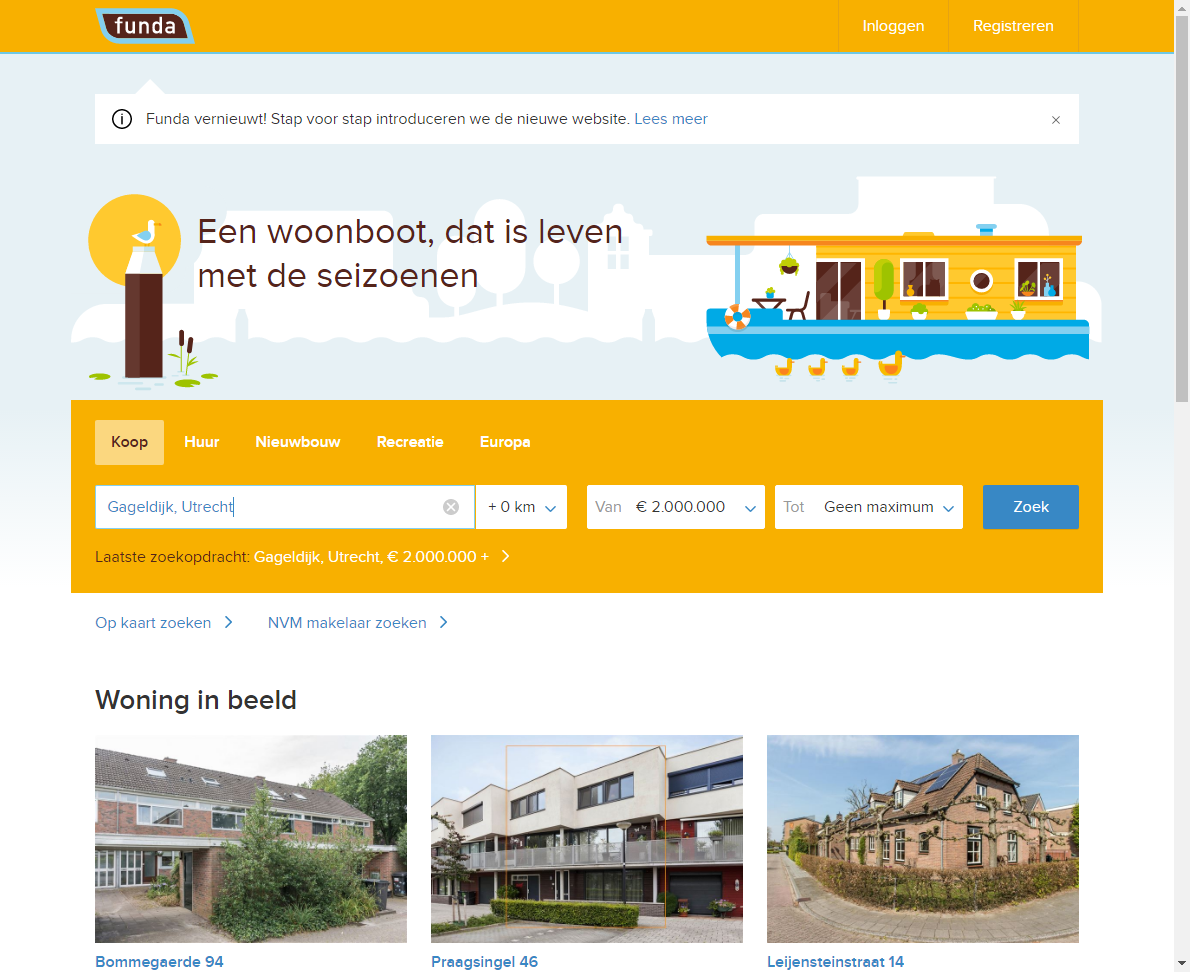 funda
Inloggen
Registreren
Funda vernieuwt! Stap voor stap introduceren we de nieuwe website. Lees meer
Een woonboot, dat is leven
met de seizoenen
Koop
Huur
Nieuwbouw
Recreatie
Europa
Gageldijk, Utrecht
+ 0 km
Van € 2.000.000
Tot Geen maximum
Zoek
Laatste zoekopdracht: Gageldijk, Utrecht, € 2.000.000 +
Op kaart zoeken
NVM makelaar zoeken
Woning in beeld
Bommegaerde 94
Praagsingel 46
Leijensteinstraat 14